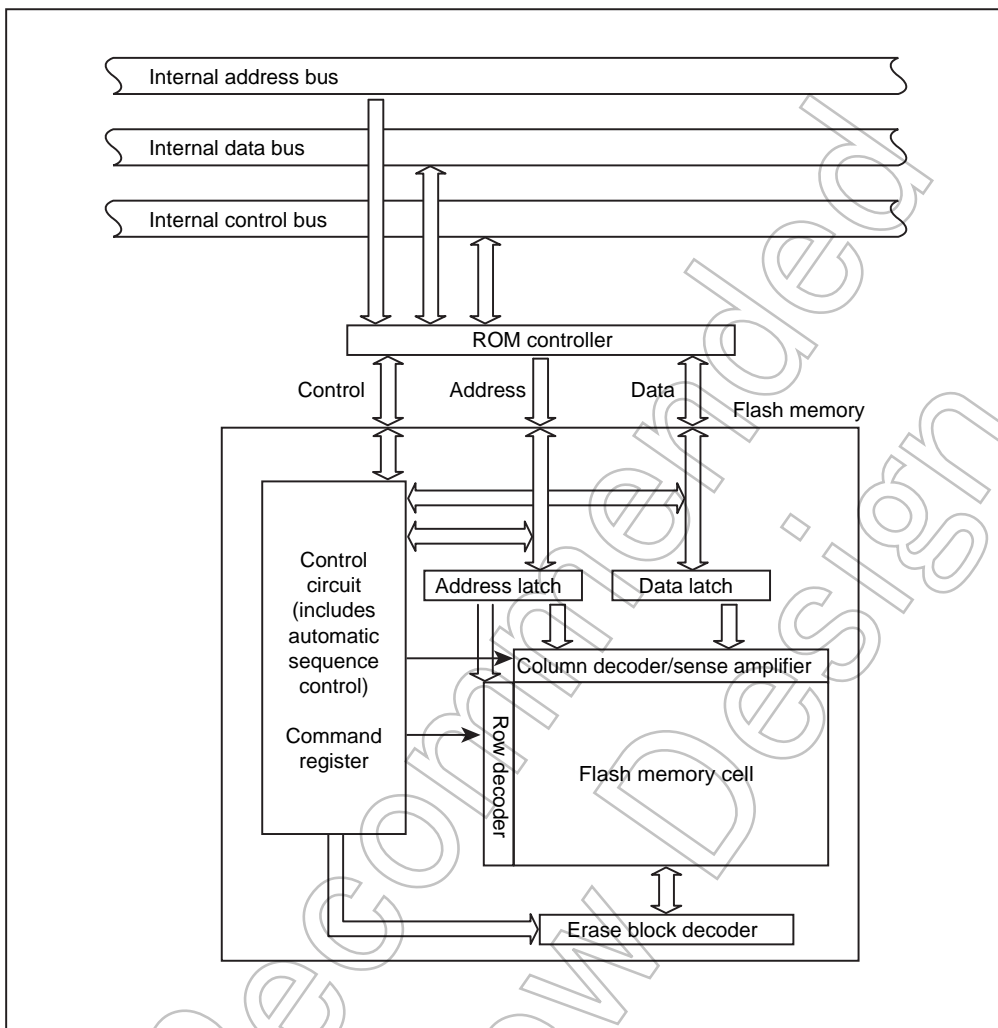 Internal address bus
Internal data bus
Internal control bus
ROM controller
Control
Address
Data
Flash memory
Control
circuit
(includes
automatic
sequence
control)
Command
register
Address latch
Data latch
Column decoder/sense amplifier
Row decoder
Flash memory cell
Erase block decoder
Recommended
w Design